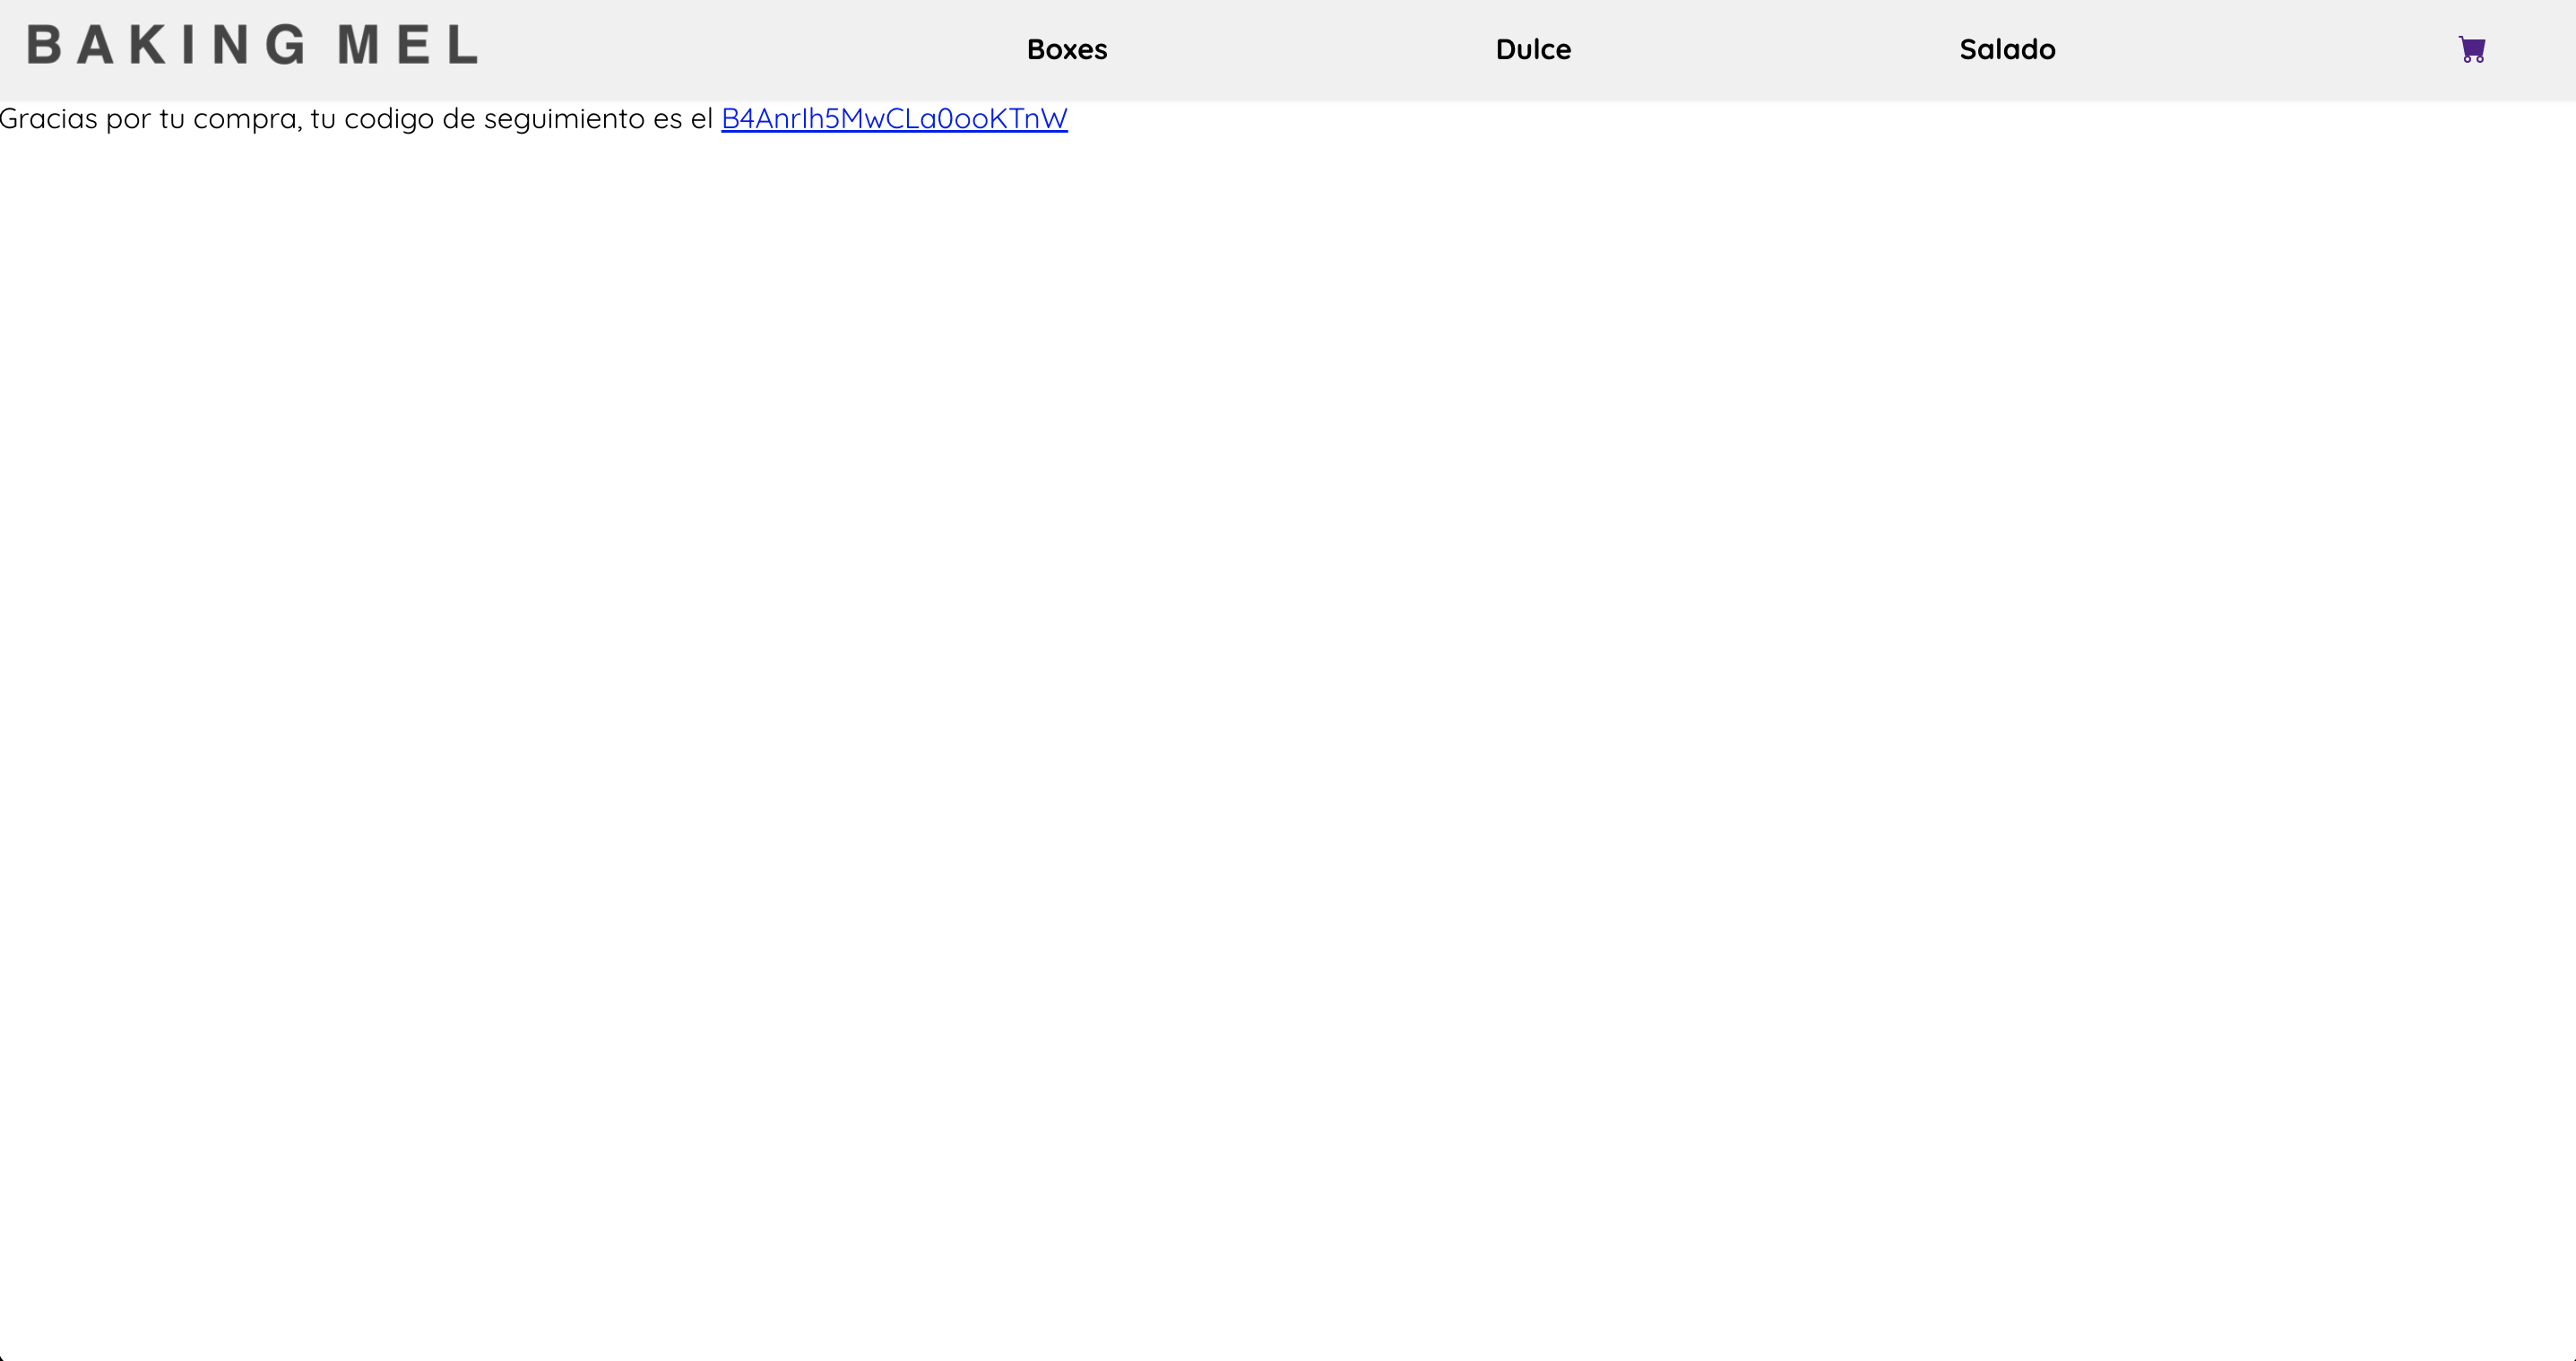 BAKING MEL
Boxes
Dulce
Salado
Gracias por tu compra, tu codigo de seguimiento es el B4AnrIh5MwCLa0ooKTnW